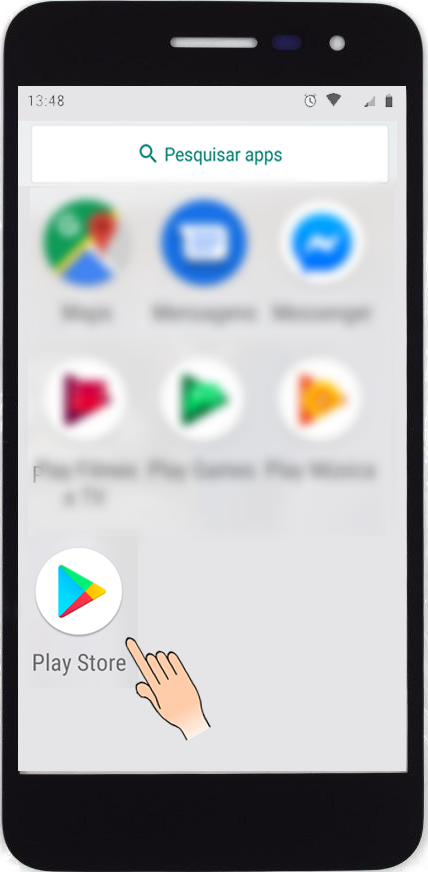 13:48
Pesquisar apps
Maps Mensagens Messenger
Play Filmes Play Games Play Música
e TV
Play Store